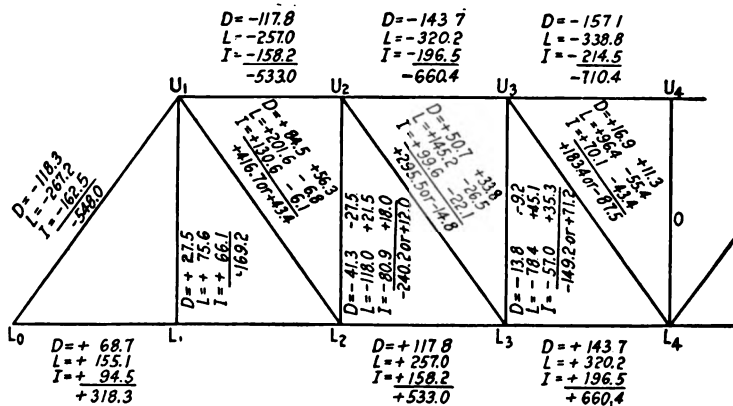 D=-117.8
L=-257.0
I=-158.2
-533.0
D=-143 7
L=-320.2
I=-196.5
-660.4
D=-157 1
L=-338.8
I=-214.5
-710.4
U1
U2
U3
U4
D=-118.3
L=-267.2
I=-162.5
-548.0
D=+27.5
L=+75.6
I=+66.1
+169.2
D=+84.5 +56.3
L=+201.6 -6.8
I=+130.6 -6.1
+416.7 or +43.4
D=-41.3 -27.5
L=-118.0 +21.5
I=-80.9 +18.0
-240.2 or +12.0
D=+50.7 +33.8
L=+145.2 -26.5
I=+99.6 -22.1
+295.5 or -14.8
D=-13.8 -9.2
L=-78.4 +45.1
I=-57.0 +35.3
-149.2 or +71.2
D=+16.9 +11.3
L=+96.4 -55.4
I=+70.1 -43.4
+183.4 or -87.5
0
L0
L1
L2
L3
L4
D=+68.7
L=+155.1
I=+94.5
+318.3
D=+117.8
L=+257.0
I=+158.2
+533.0
D=+143.7
L=+320.2
I=+196.5
+660.4